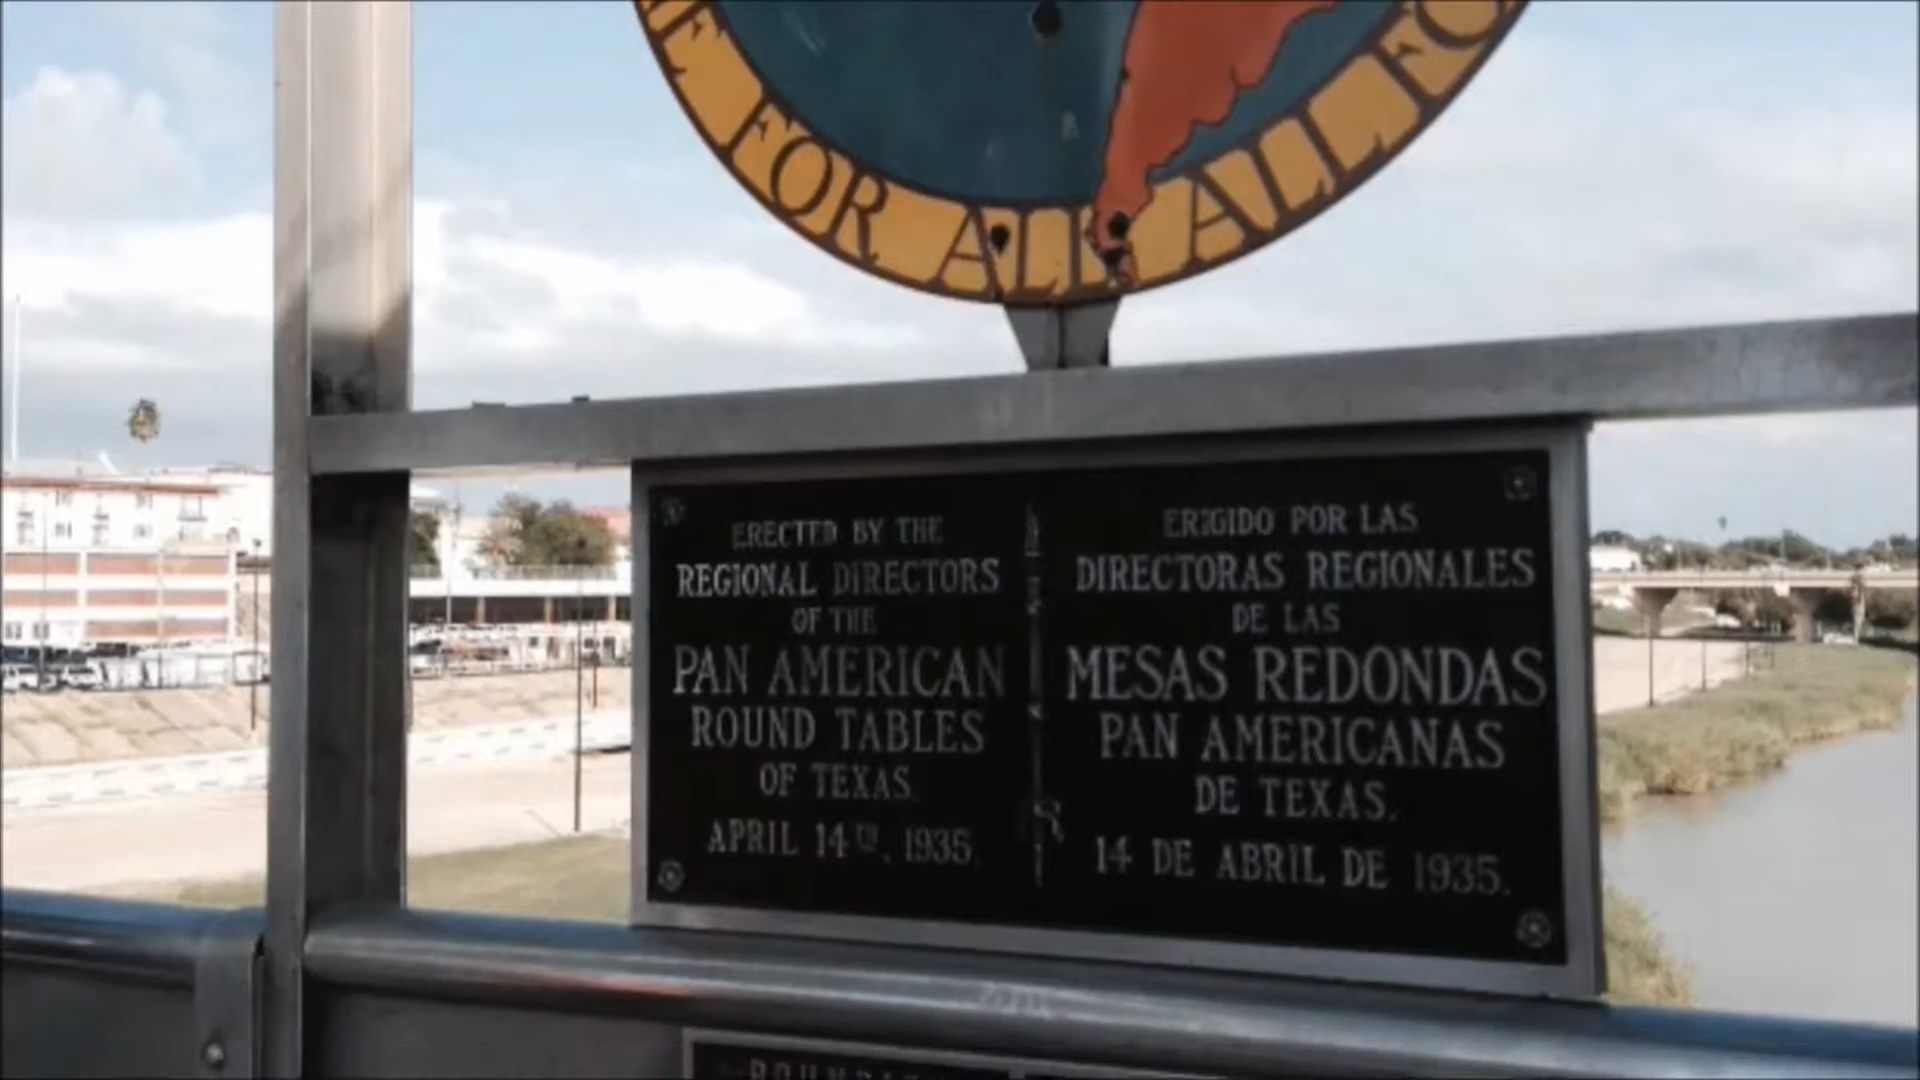 FOR ALL ALL FO
ERECTED BY THE
REGIONAL DIRECTORS
OF THE
PAN AMERICAN
ROUND TABLES
OF TEXAS.
APRIL 14TH, 1935.
ERIGIDO POR LAS
DIRECTORAS REGIONALES
DE LAS
MESAS REDONDAS
PAN AMERICANAS
DE TEXAS.
14 DE ABRIL DE 1935.